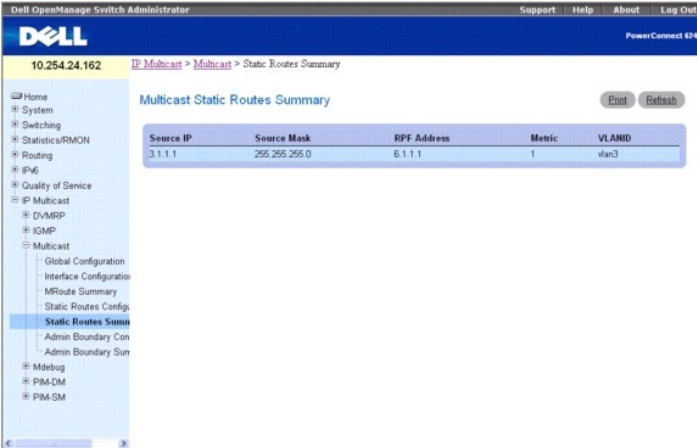 Dell OpenManage Switch Administrator
Support Help About Log Out
DELL
PowerConnect 624
10.254.24.162
IP Multicast > Multicast > Static Routes Summary
Home
System
Switching
Statistics/RMON
Routing
IPv6
Quality of Service
IP Multicast
DVMRP
IGMP
Multicast
Global Configuration
Interface Configuration
MRoute Summary
Static Routes Configu
Static Routes Summ
Admin Boundary Con
Admin Boundary Sum
Mdebug
PIM-DM
PIM-SM
Multicast Static Routes Summary
Print Refresh
Source IP Source Mask RPF Address Metric VLANID
3.1.1.1 255.255.255.0 6.1.1.1 1 vlan3